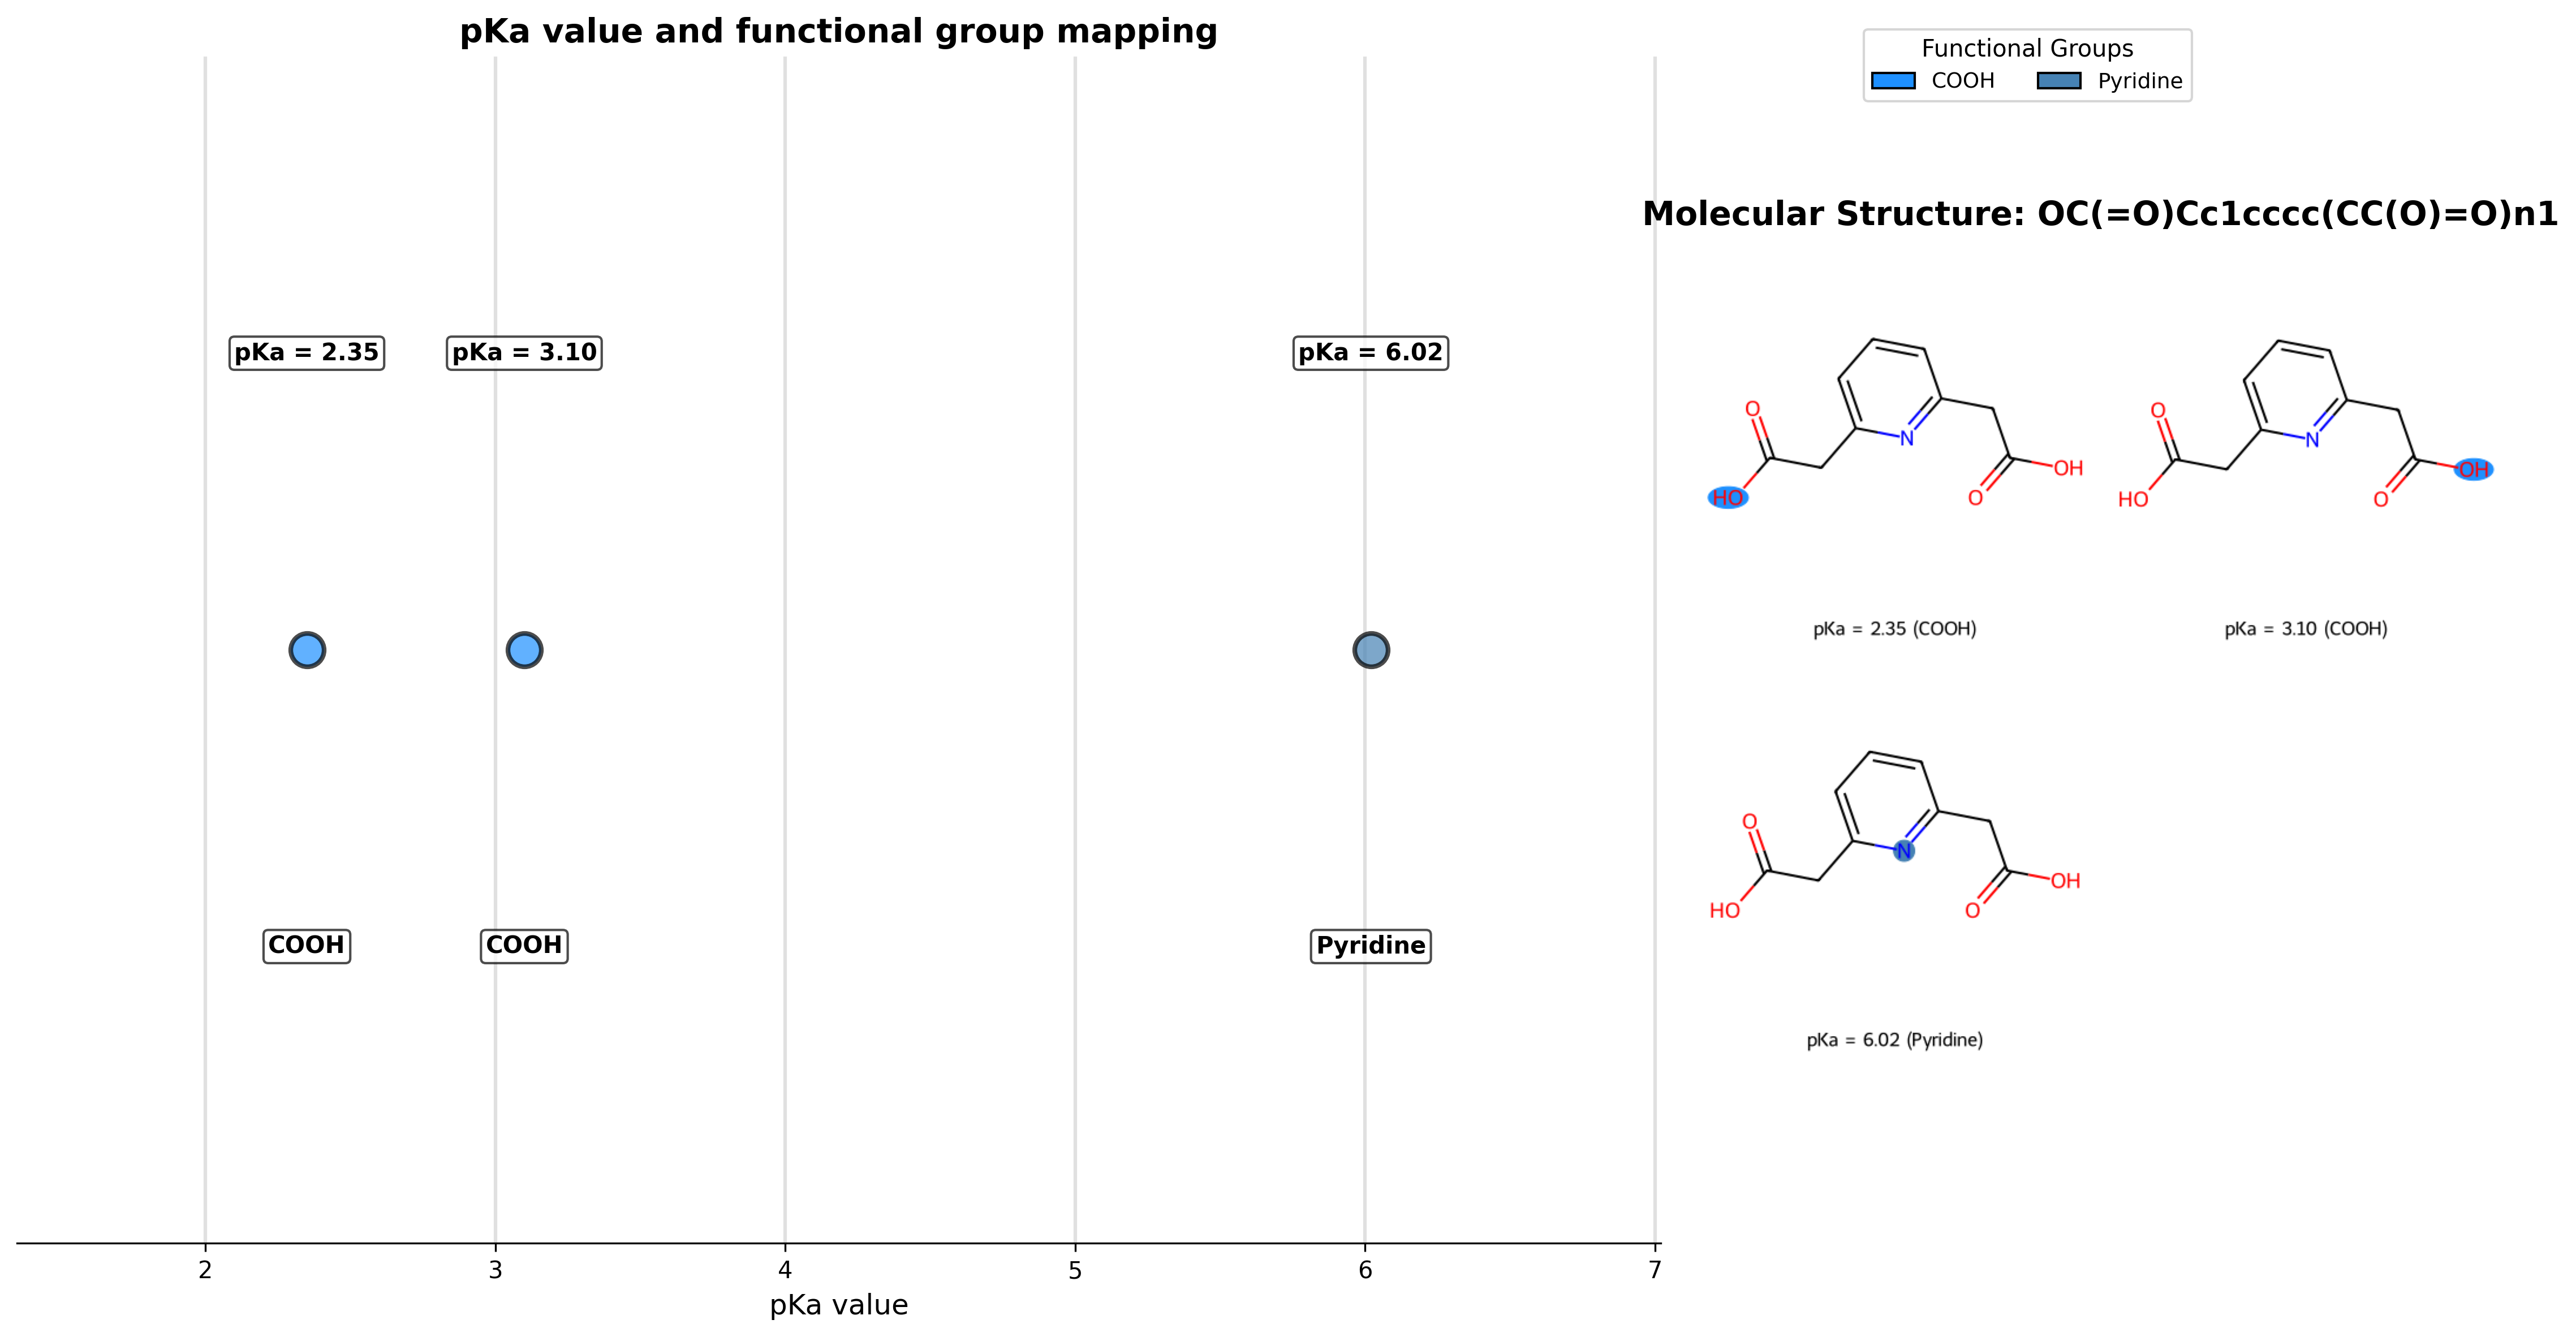 pKa value and functional group mapping
Functional Groups
COOH
Pyridine
Molecular Structure: OC(=O)Cc1cccc(CC(O)=O)n1
pKa = 2.35
pKa = 3.10
pKa = 6.02
COOH
COOH
Pyridine
2
3
4
5
6
7
pKa value
O
N
HO
O
OH
pKa = 2.35 (COOH)
O
N
HO
O
OH
pKa = 3.10 (COOH)
O
N
HO
O
OH
pKa = 6.02 (Pyridine)